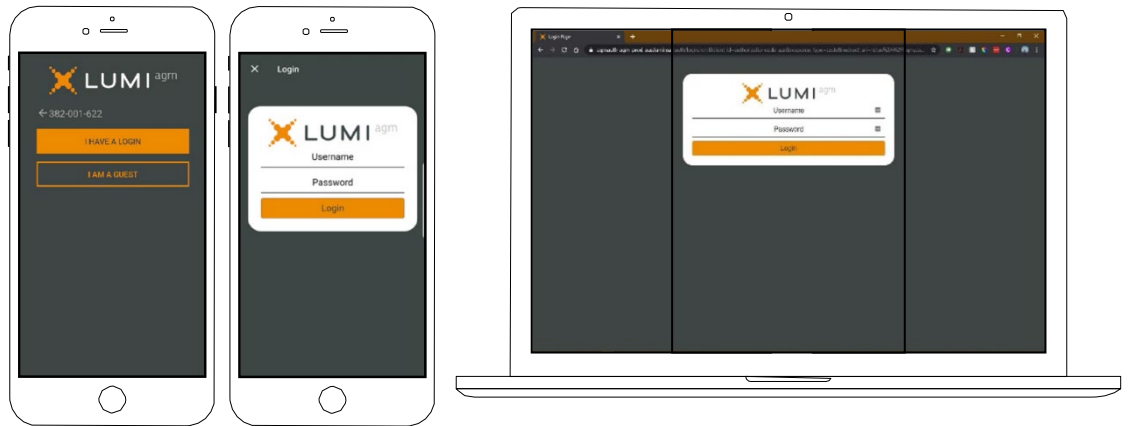 LUMI agm
←382-001-622
I HAVE A LOGIN
I AM A GUEST
× Login
LUMI agm
Username
Password
Login
Login Page
LUMI agm
Username
Password
Login